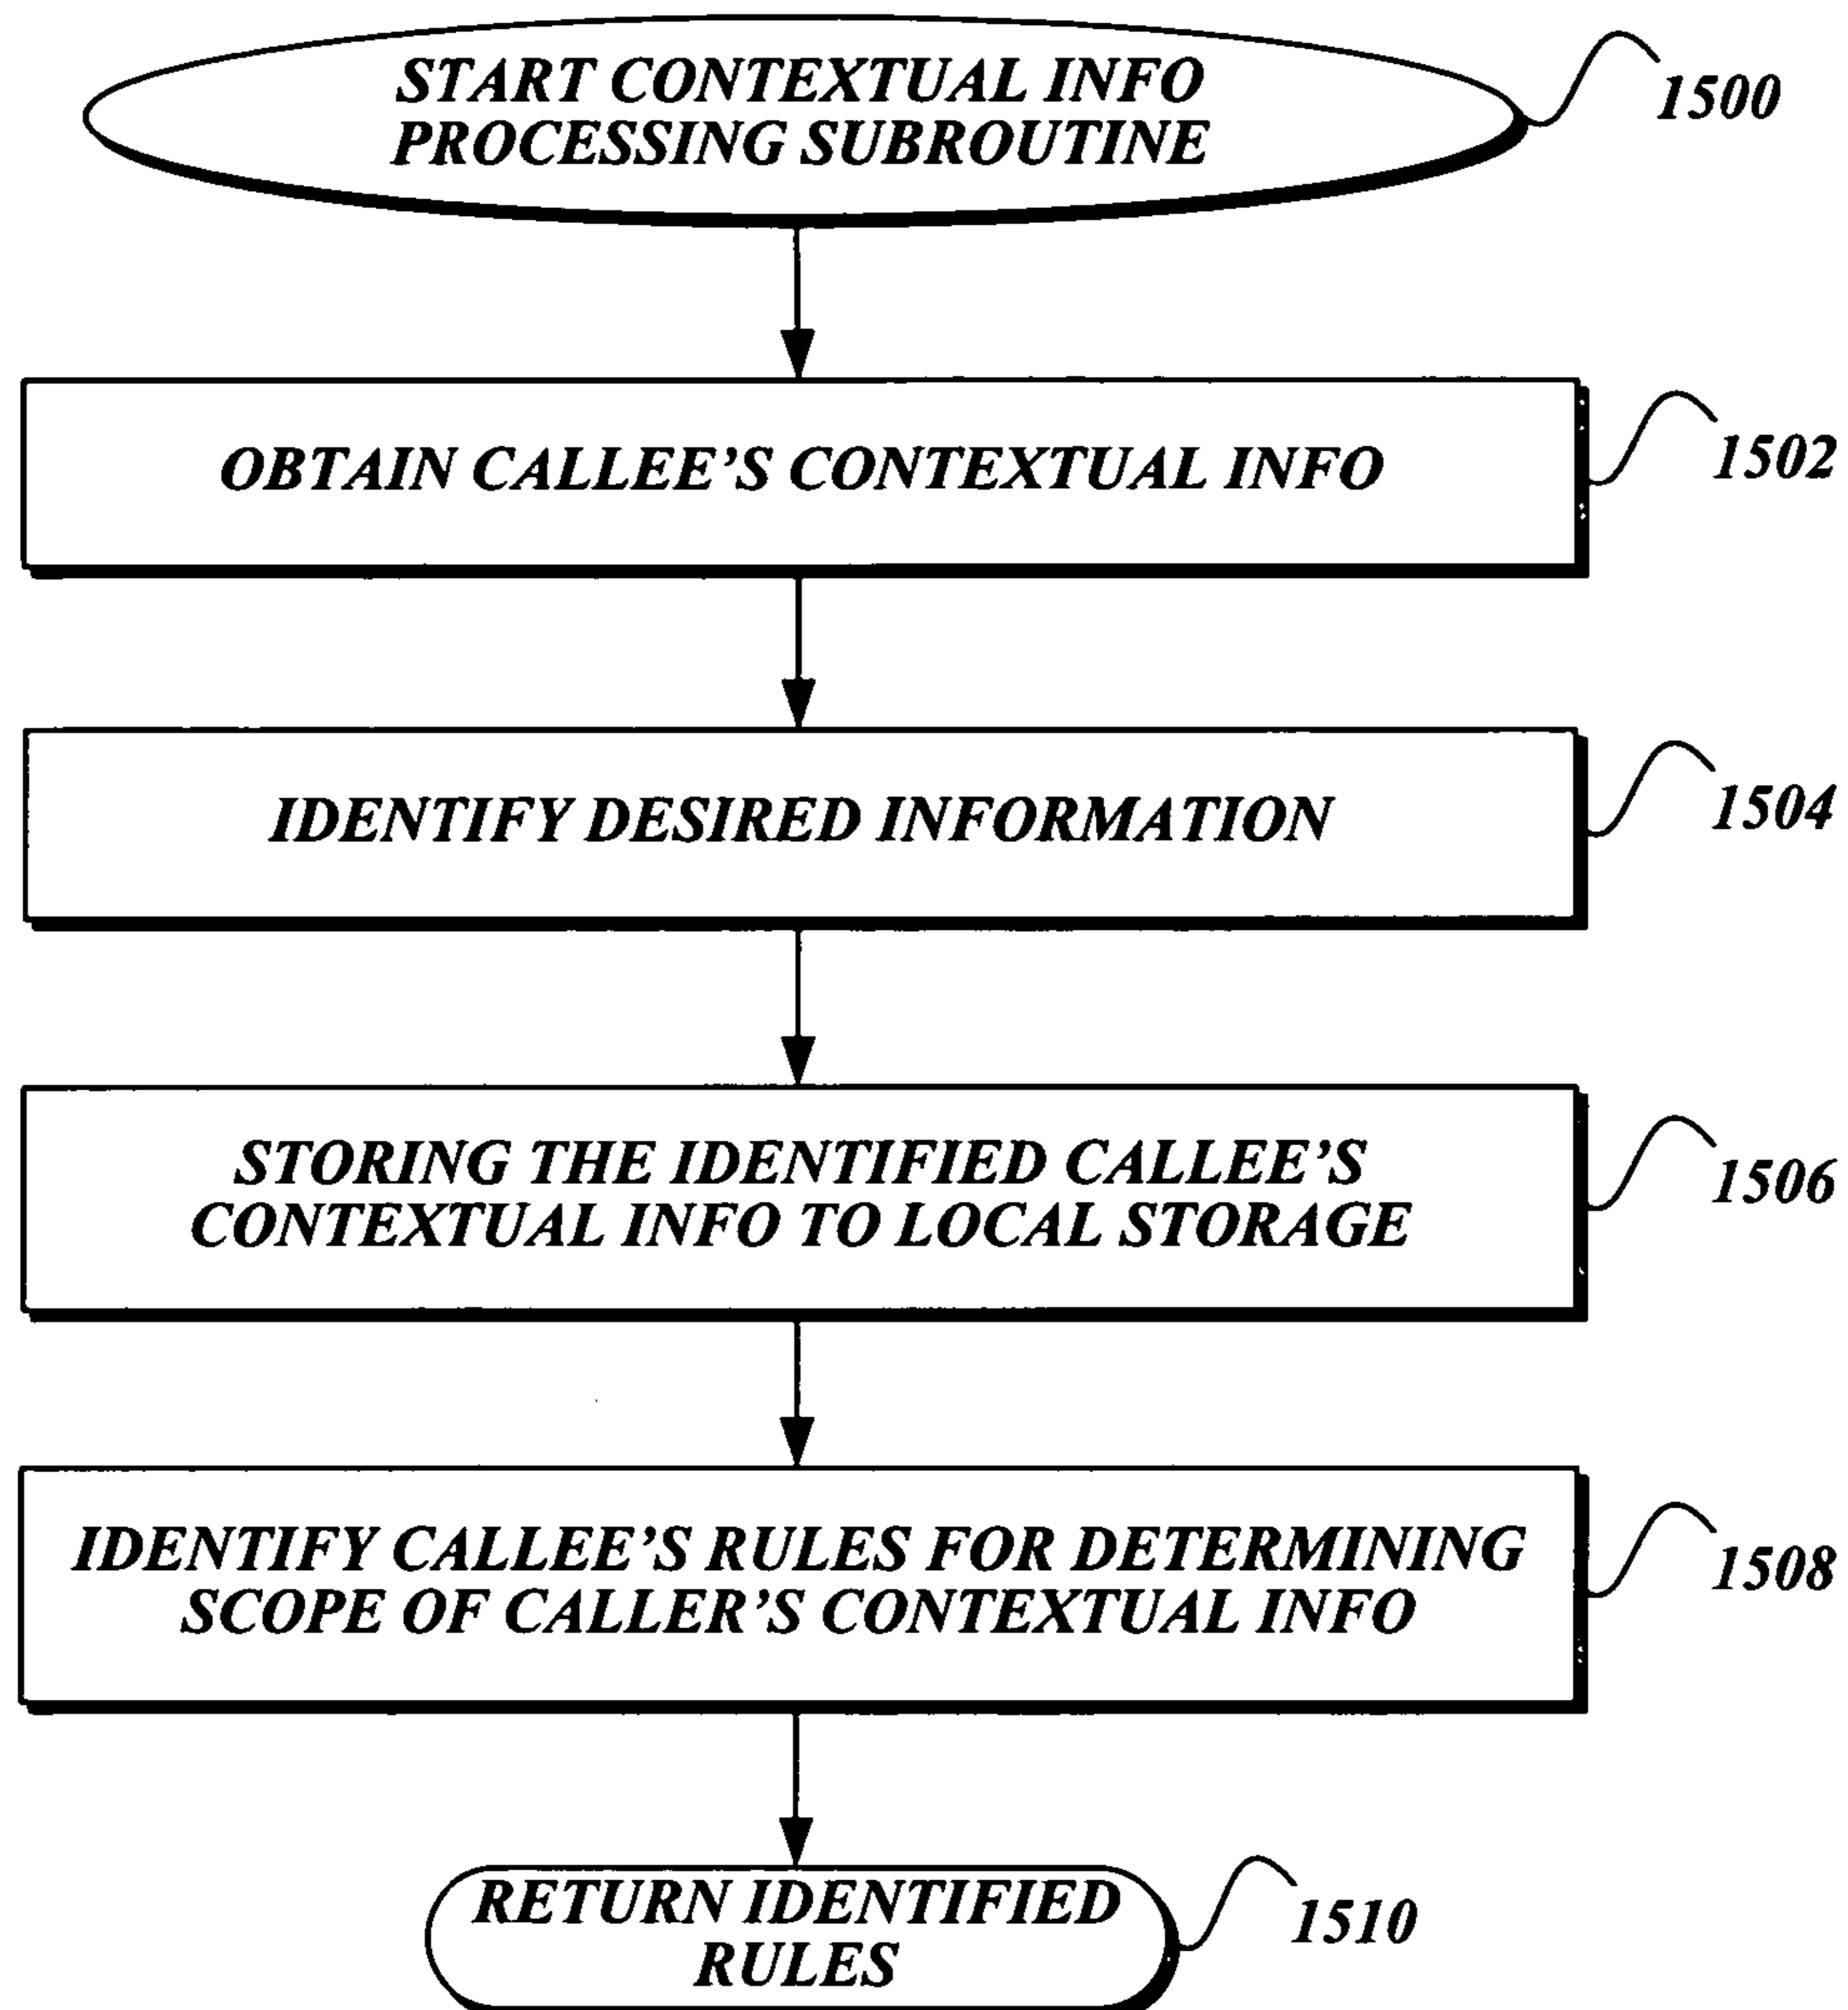 START CONTEXTUAL INFO
PROCESSING SUBROUTINE
1500
OBTAIN CALLEE'S CONTEXTUAL INFO
1502
IDENTIFY DESIRED INFORMATION
1504
STORING THE IDENTIFIED CALLEE'S
CONTEXTUAL INFO TO LOCAL STORAGE
1506
IDENTIFY CALLEE'S RULES FOR DETERMINING
SCOPE OF CALLER'S CONTEXTUAL INFO
1508
RETURN IDENTIFIED
RULES
1510